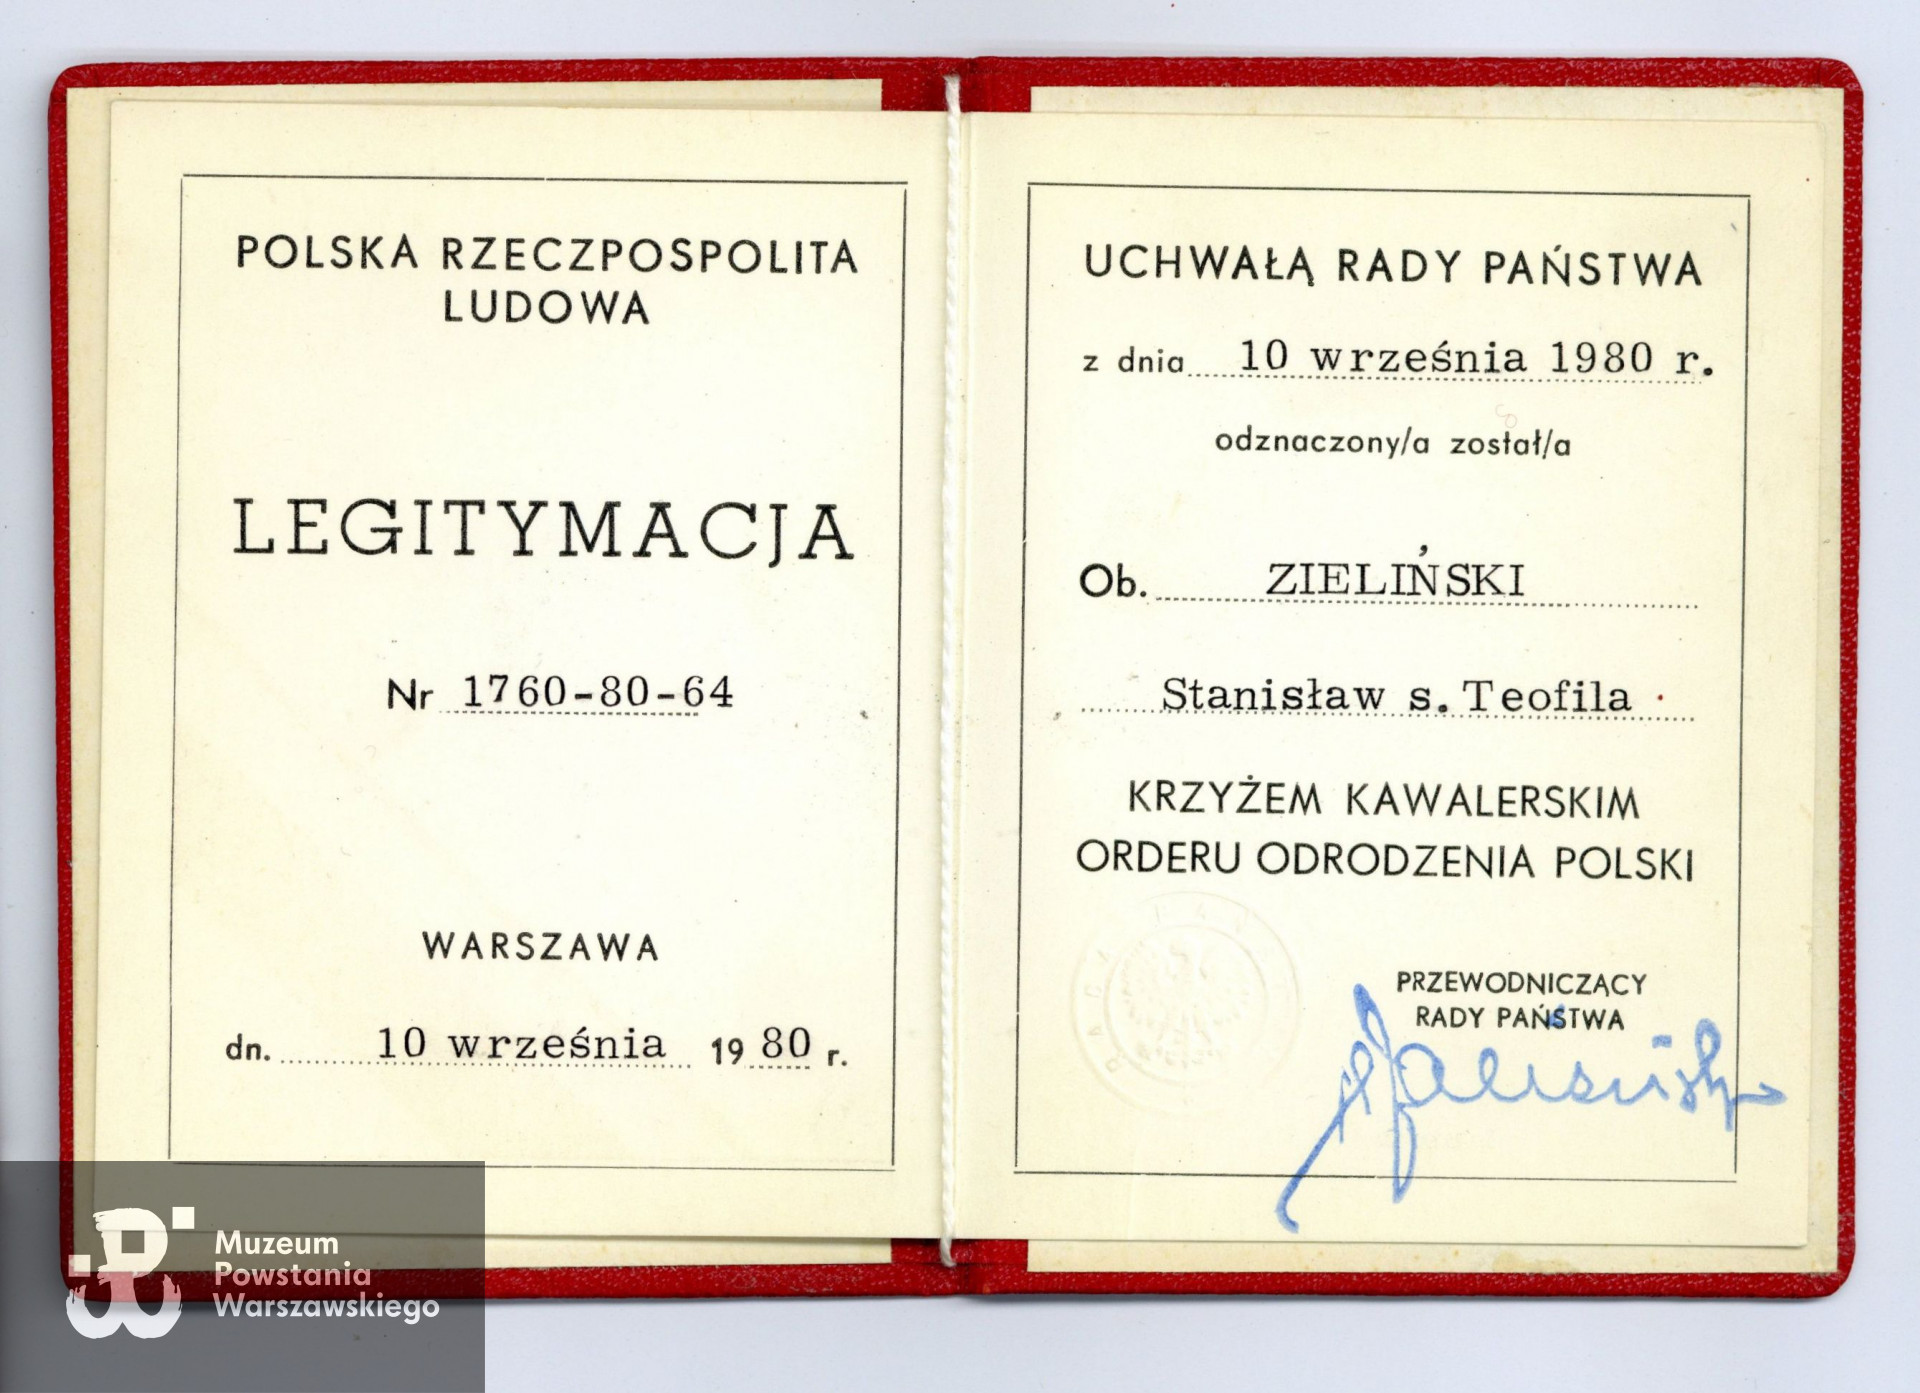 POLSKA RZECZPOSPOLITA
LUDOWA
LEGITYMACJA
Nr 1760-80-64
WARSZAWA
dn. 10 września 1980 r.
UCHWAŁĄ RADY PAŃSTWA
z dnia 10 września 1980 r.
odznaczony/a został/a
Ob. ZIELIŃSKI
Stanisław s. Teofila
KRZYŻEM KAWALERSKIM
ORDERU ODRODZENIA POLSKI
PRZEWODNICZĄCY
RADY PAŃSTWA
Muzeum
Powstania
Warszawskiego